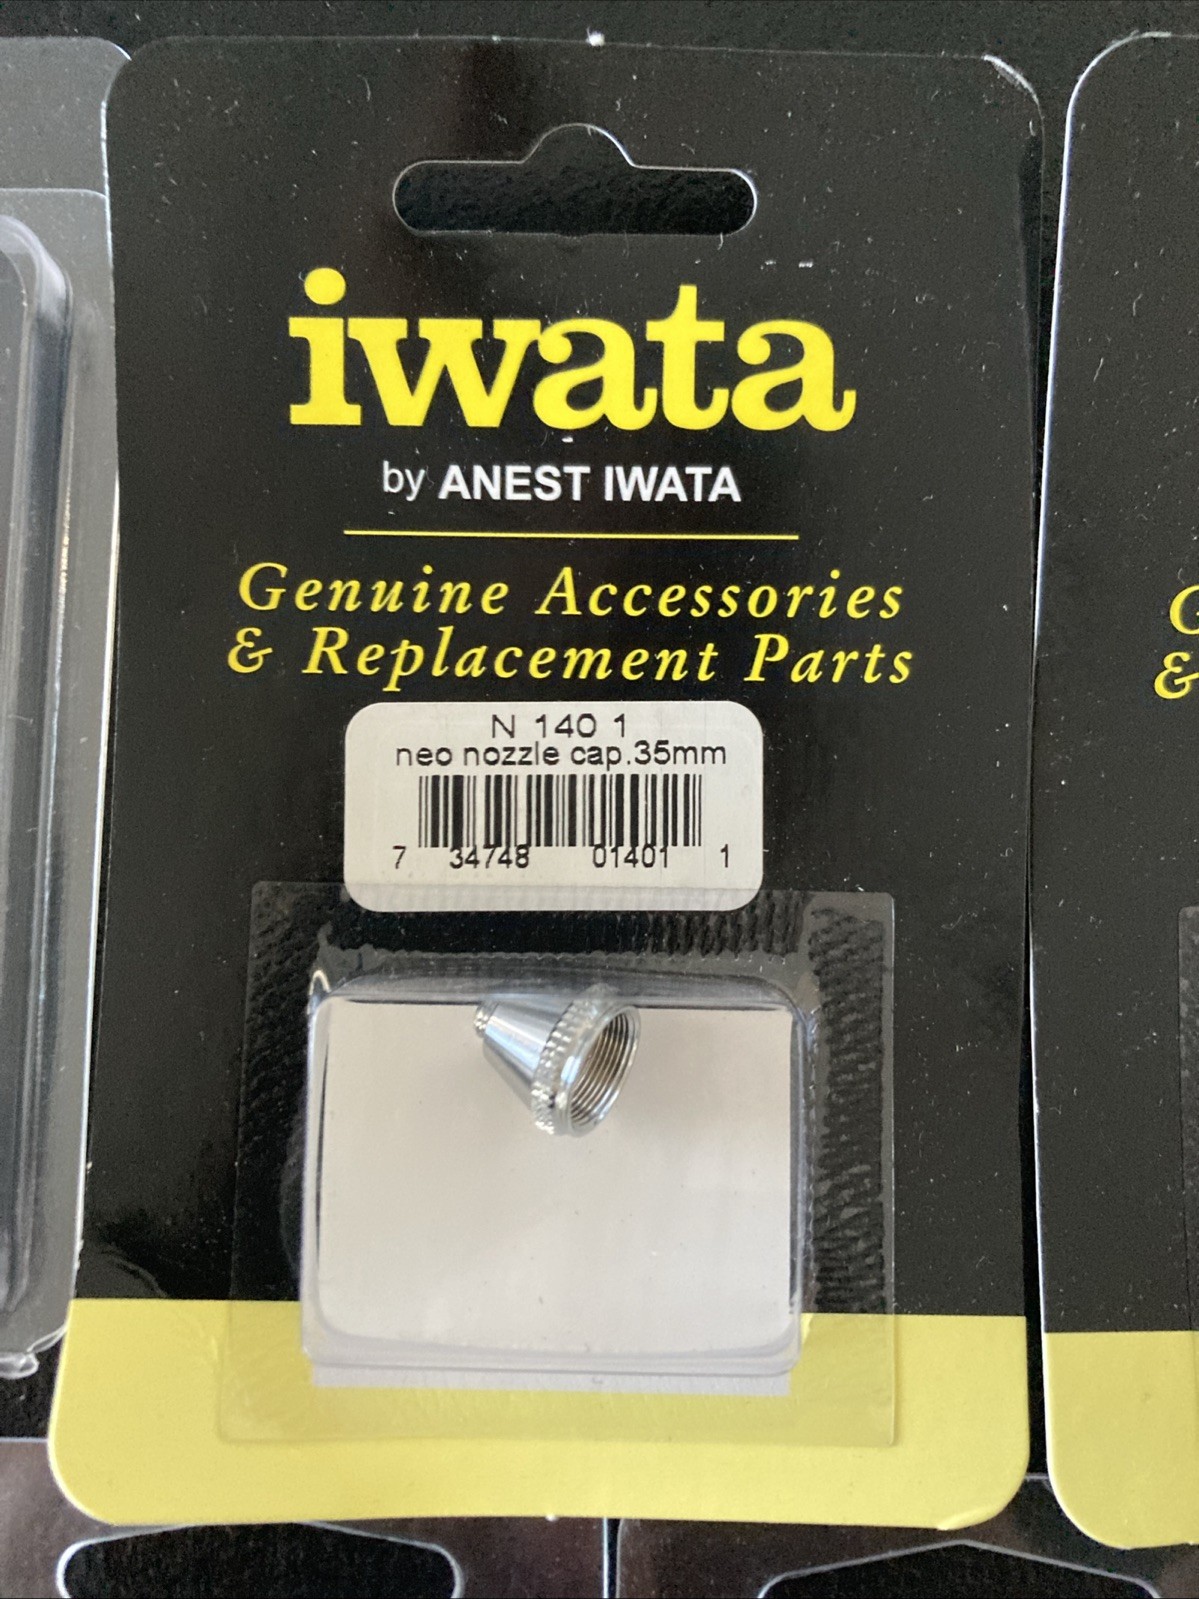 iwata
by ANEST IWATA
Genuine Accessories
& Replacement Parts
N 140 1
neo nozzle cap.35mm
7 34748 01401 1
G
&